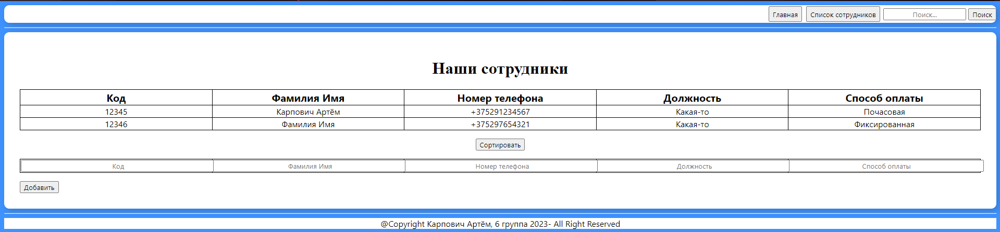 Главная Список сотрудников Поиск... Поиск
Наши сотрудники
Код Фамилия Имя Номер телефона Должность Способ оплаты
12345 Карпович Артём +375291234567 Какая-то Почасовая
12346 Фамилия Имя +375297654321 Какая-то Фиксированная
Сортировать
Код Фамилия Имя Номер телефона Должность Способ оплаты
Добавить
@Copyright Карпович Артём, 6 группа 2023- All Right Reserved